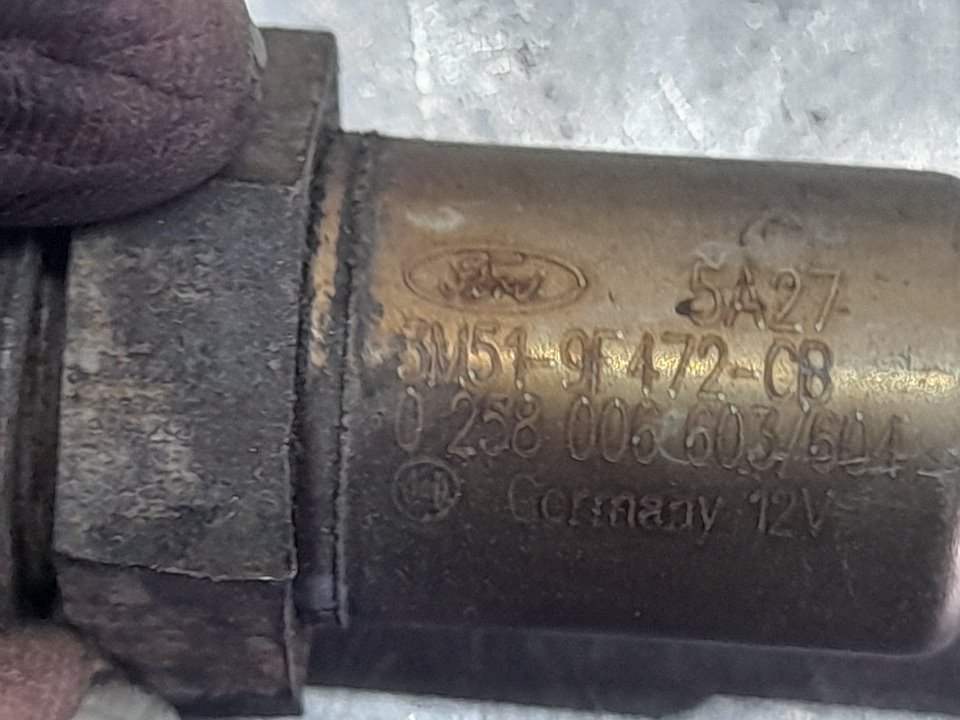 Ford 5A27
3M51-9F472-CB
0 258 006 603/604
Germany 12V